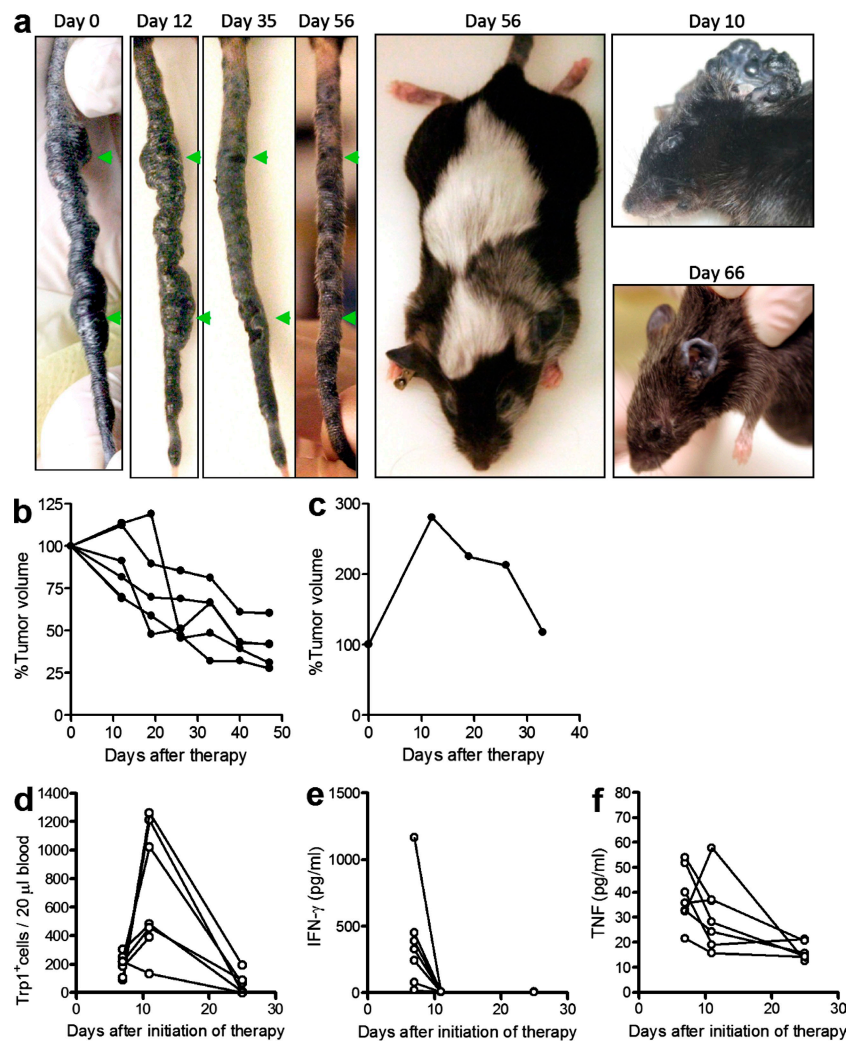 a
Day 0
Day 12
Day 35
Day 56
Day 56
Day 10
Day 66
b
125
100
75
50
25
0
%Tumor volume
0 10 20 30 40 50
Days after therapy
c
300
200
100
0
%Tumor volume
0 10 20 30 40
Days after therapy
d
1400
1200
1000
800
600
400
200
0
Trp1⁺cells / 20 µl blood
0 10 20 30
Days after initiation of therapy
e
1500
1000
500
0
IFN-γ (pg/ml)
0 10 20 30
Days after initiation of therapy
f
80
70
60
50
40
30
20
10
0
TNF (pg/ml)
0 10 20 30
Days after initiation of therapy